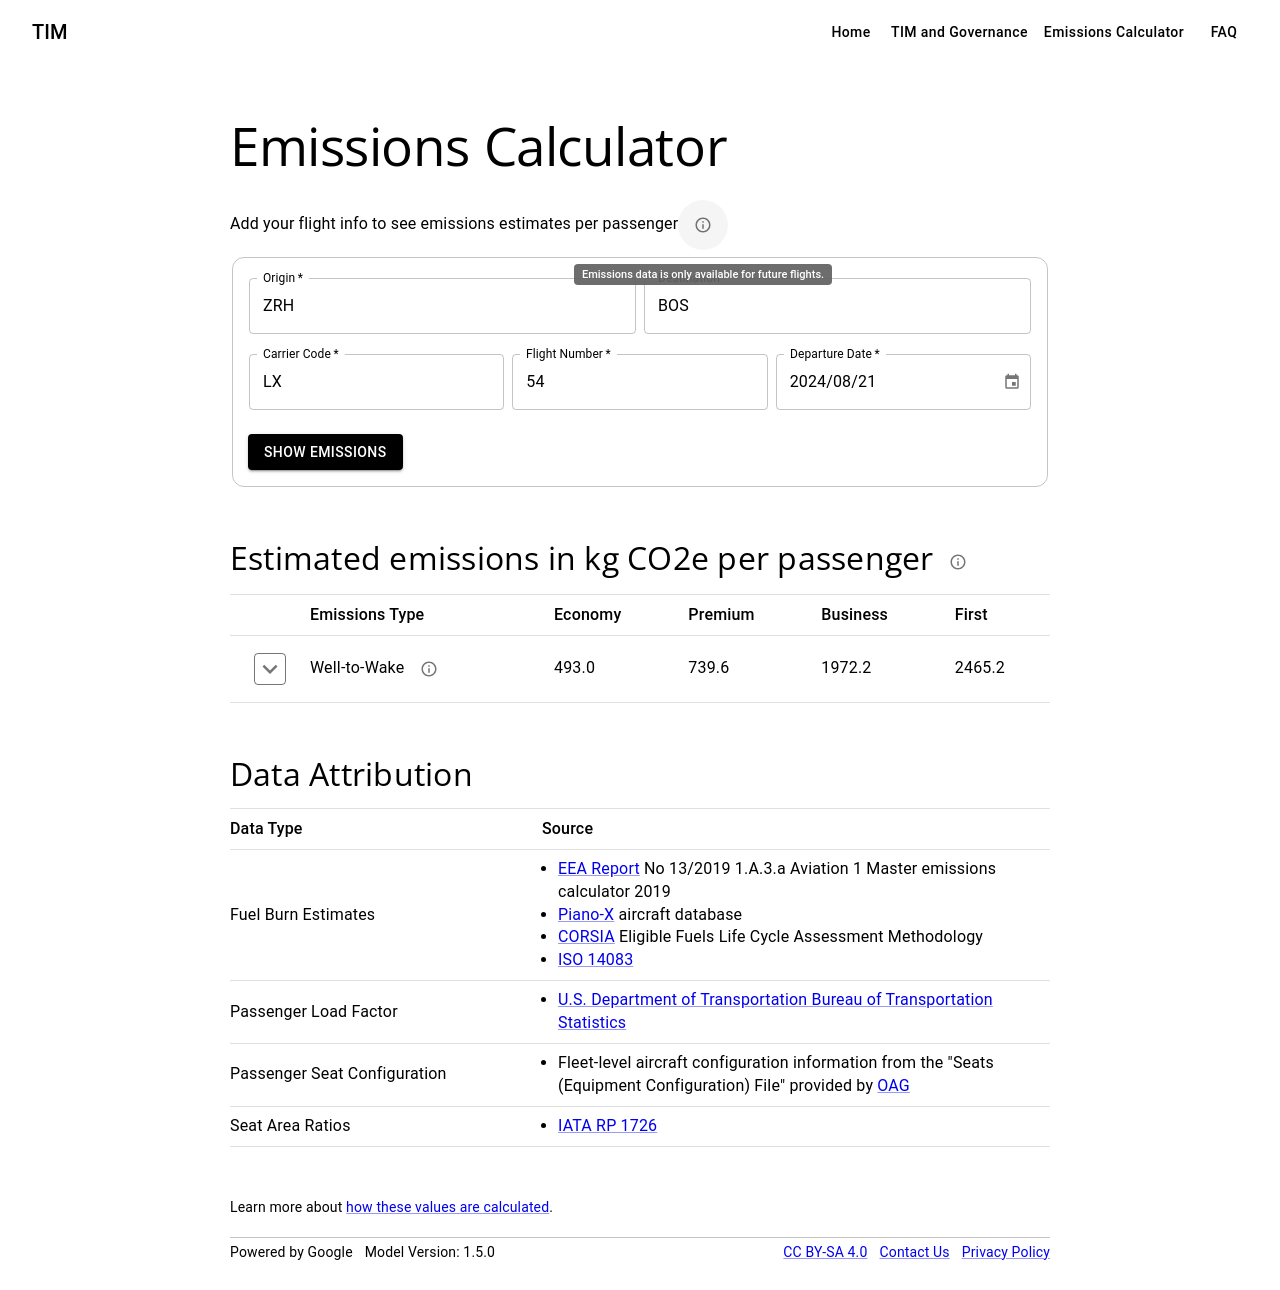 TIM
Home TIM and Governance Emissions Calculator FAQ
Emissions Calculator
Add your flight info to see emissions estimates per passenger
Emissions data is only available for future flights.
Origin *
ZRH
BOS
Carrier Code * Flight Number * Departure Date *
LX 54 2024/08/21
SHOW EMISSIONS
Estimated emissions in kg CO2e per passenger
Emissions Type Economy Premium Business First
Well-to-Wake 493.0 739.6 1972.2 2465.2
Data Attribution
Data Type Source
Fuel Burn Estimates
• EEA Report No 13/2019 1.A.3.a Aviation 1 Master emissions
calculator 2019
• Piano-X aircraft database
• CORSIA Eligible Fuels Life Cycle Assessment Methodology
• ISO 14083
Passenger Load Factor
• U.S. Department of Transportation Bureau of Transportation
Statistics
Passenger Seat Configuration
• Fleet-level aircraft configuration information from the "Seats
(Equipment Configuration) File" provided by OAG
Seat Area Ratios
• IATA RP 1726
Learn more about how these values are calculated.
Powered by Google Model Version: 1.5.0 CC BY-SA 4.0 Contact Us Privacy Policy